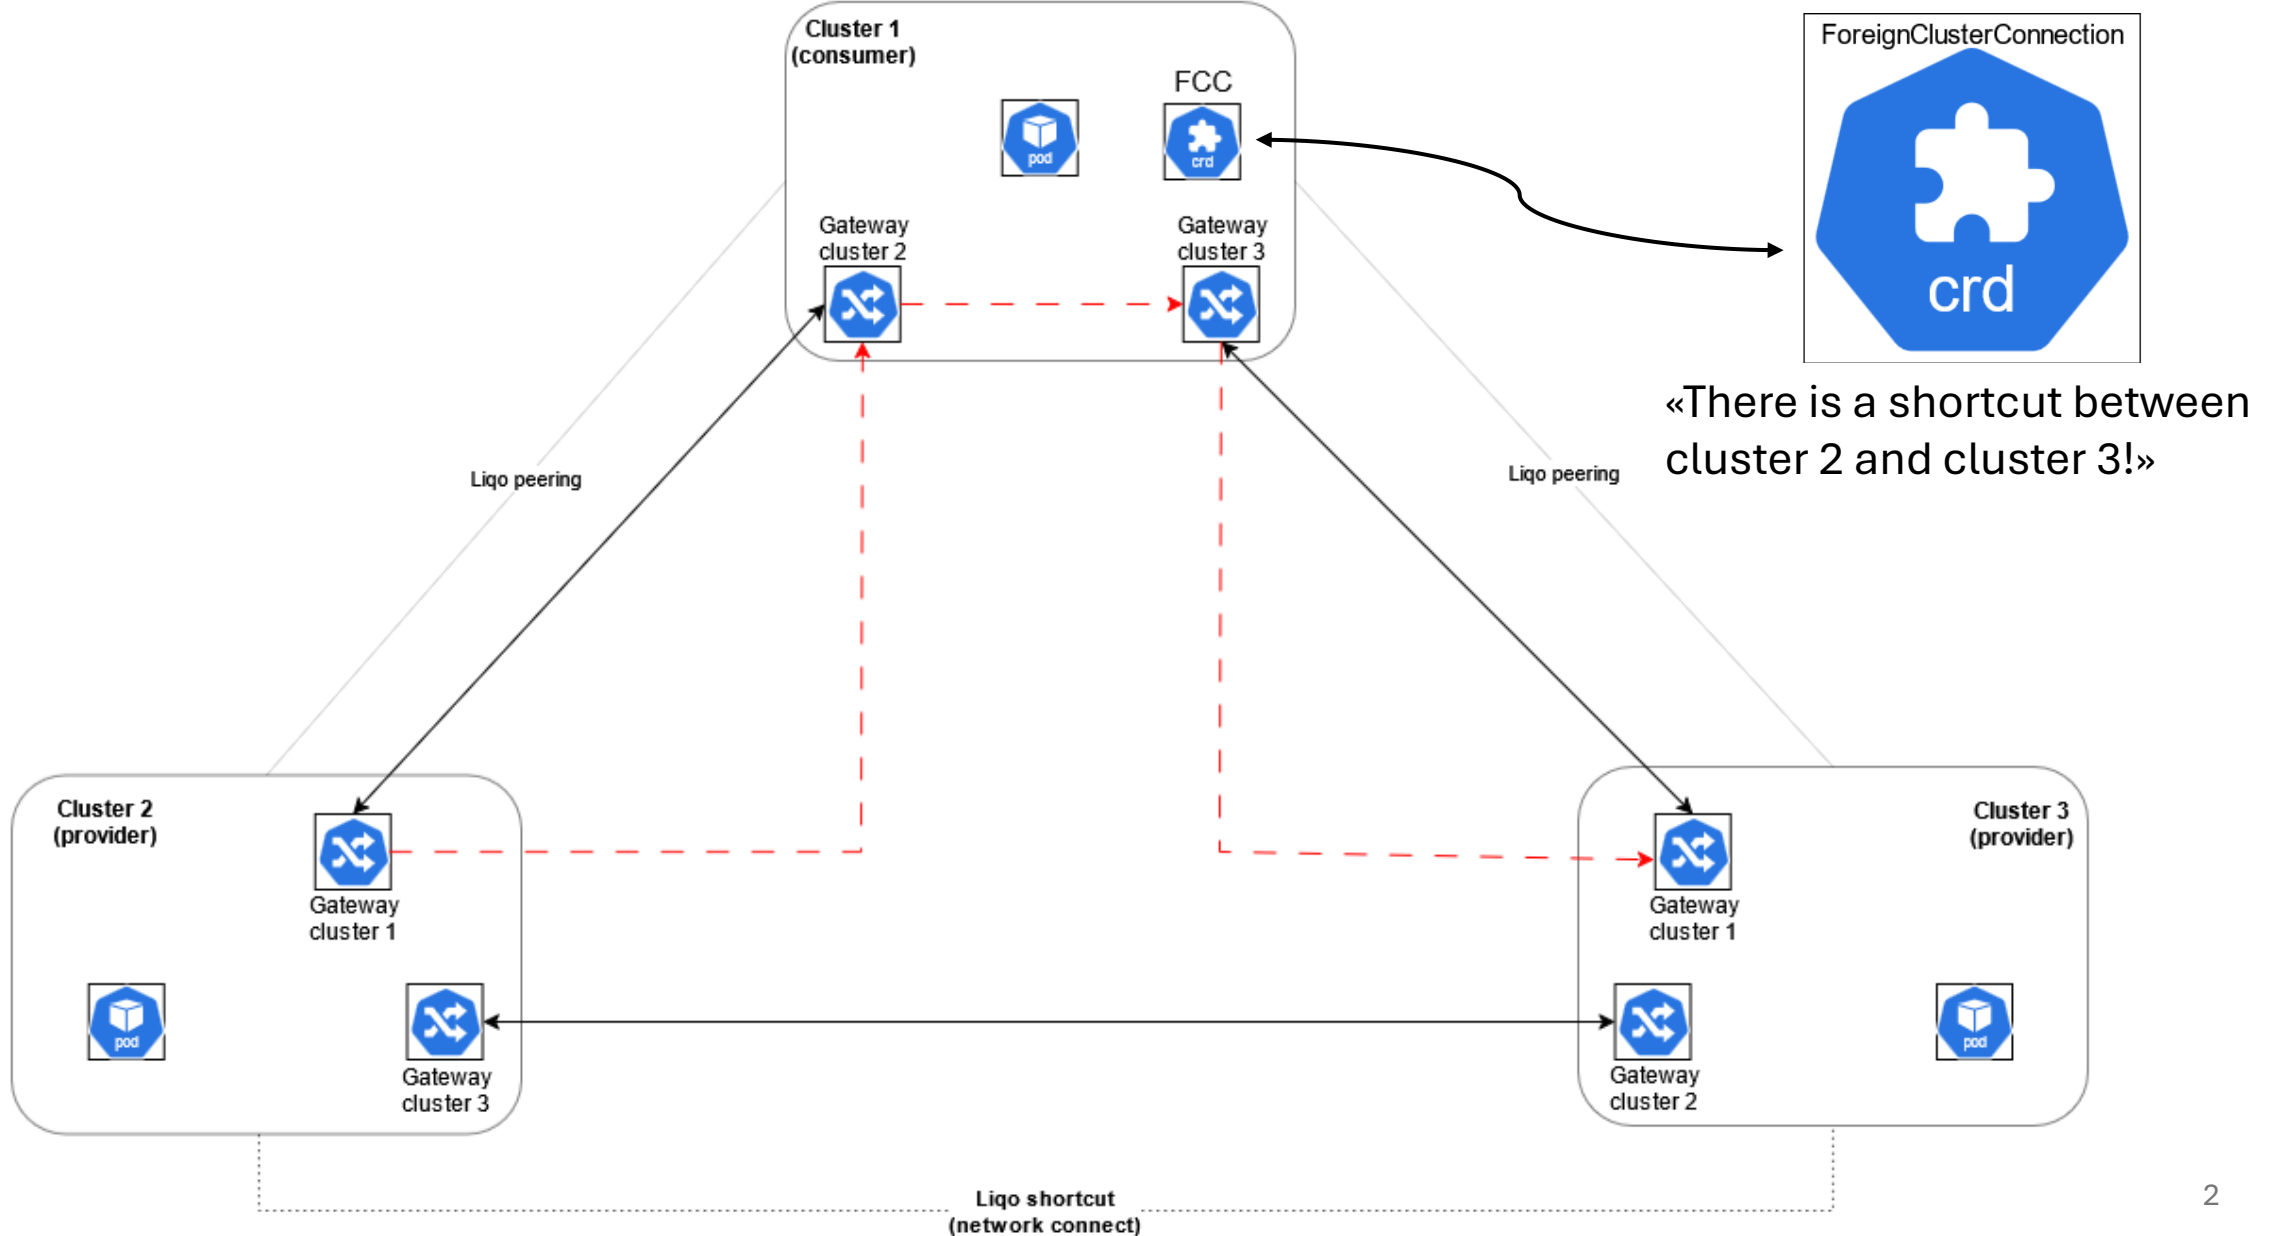 Cluster 1
(consumer)
FCC
pod
crd
Gateway
cluster 2
Gateway
cluster 3
ForeignClusterConnection
crd
«There is a shortcut between
cluster 2 and cluster 3!»
Liqo peering
Liqo peering
Cluster 2
(provider)
Gateway
cluster 1
pod
Gateway
cluster 3
Cluster 3
(provider)
Gateway
cluster 1
Gateway
cluster 2
pod
Liqo shortcut
(network connect)
2